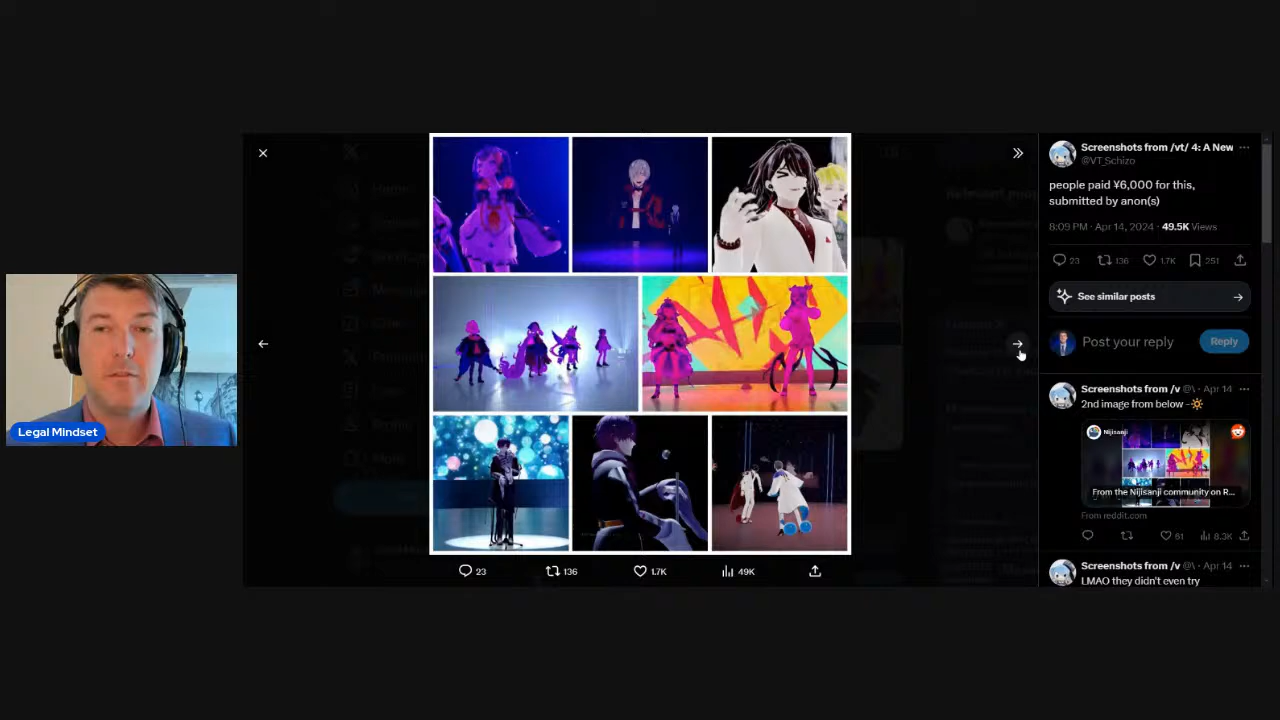 Legal Mindset
23
136
1.7K
49K
Screenshots from /vt/ 4: A New
@VT_Schizo
people paid ¥6,000 for this,
submitted by anon(s)
8:09 PM · Apr 14, 2024 · 49.5K Views
23 136 1.7K 251
See similar posts
Post your reply
Reply
Screenshots from /v @\ · Apr 14
2nd image from below -🔅
Nijisanji
From the Nijisanji community on R...
From reddit.com
61 8.3K
Screenshots from /v @\ · Apr 14
LMAO they didn't even try